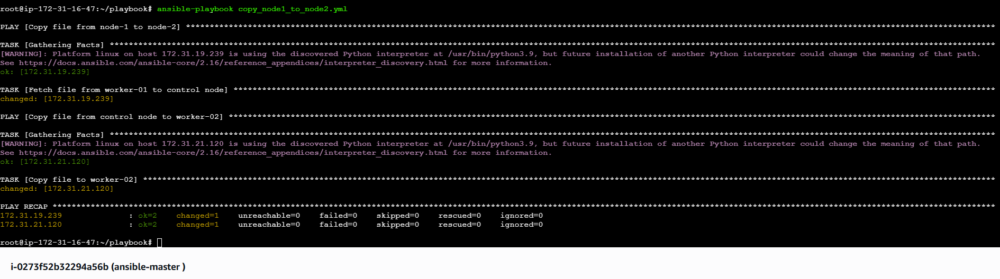 root@ip-172-31-16-47:~/playbook# ansible-playbook copy_node1_to_node2.yml
PLAY [Copy file from node-1 to node-2] **************************************************************************************************************************************************************************
TASK [Gathering Facts] ******************************************************************************************************************************************************************************************
[WARNING]: Platform linux on host 172.31.19.239 is using the discovered Python interpreter at /usr/bin/python3.9, but future installation of another Python interpreter could change the meaning of that path.
See https://docs.ansible.com/ansible-core/2.16/reference_appendices/interpreter_discovery.html for more information.
ok: [172.31.19.239]
TASK [Fetch file from worker-01 to control node] ****************************************************************************************************************************************************************
changed: [172.31.19.239]
PLAY [Copy file from control node to worker-02] *****************************************************************************************************************************************************************
TASK [Gathering Facts] ******************************************************************************************************************************************************************************************
[WARNING]: Platform linux on host 172.31.21.120 is using the discovered Python interpreter at /usr/bin/python3.9, but future installation of another Python interpreter could change the meaning of that path.
See https://docs.ansible.com/ansible-core/2.16/reference_appendices/interpreter_discovery.html for more information.
ok: [172.31.21.120]
TASK [Copy file to worker-02] ***********************************************************************************************************************************************************************************
changed: [172.31.21.120]
PLAY RECAP ******************************************************************************************************************************************************************************************************
172.31.19.239 : ok=2 changed=1 unreachable=0 failed=0 skipped=0 rescued=0 ignored=0
172.31.21.120 : ok=2 changed=1 unreachable=0 failed=0 skipped=0 rescued=0 ignored=0
root@ip-172-31-16-47:~/playbook#
i-0273f52b32294a56b (ansible-master )